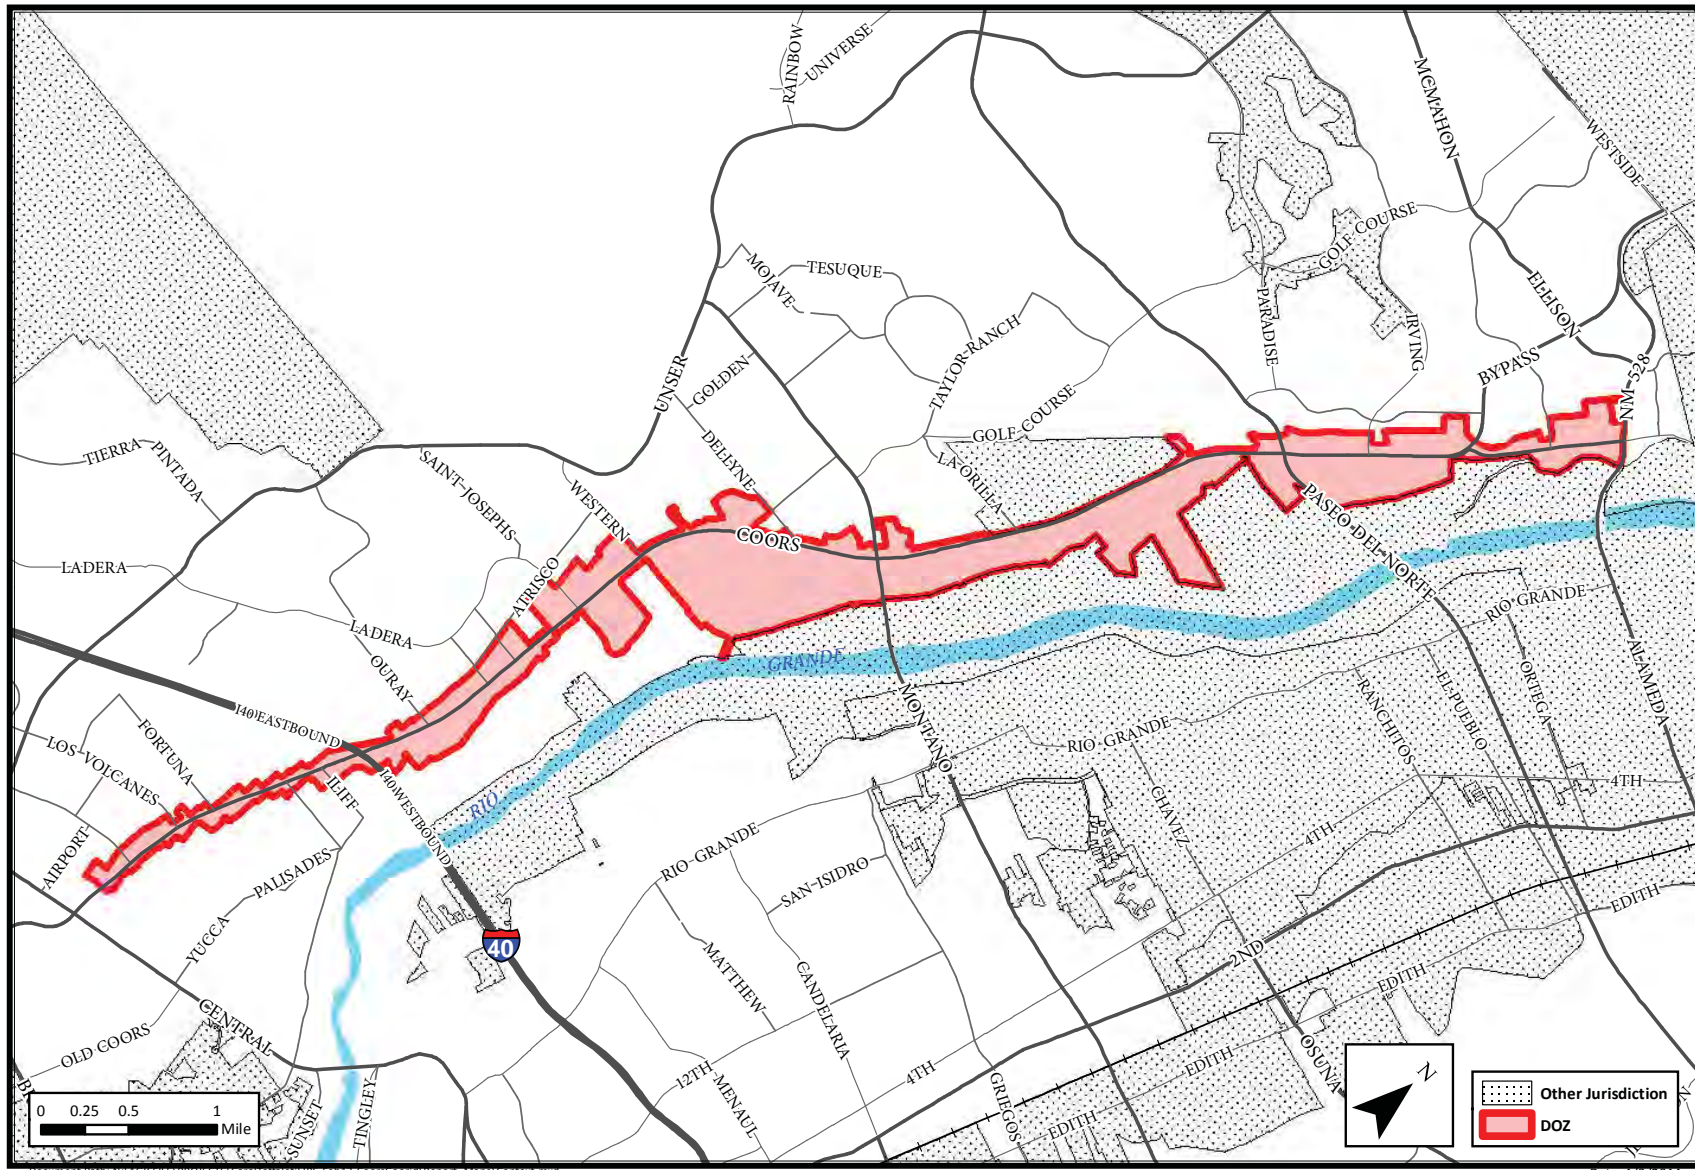 RAINBOW
UNIVERSE
MCMAHON
WESTSIDE
GOLF COURSE
MOJAVE
TESUQUE
PARADISE
IRVING
ELLISON
BYPASS
NM 528
UNSER
GOLDEN
TAYLOR-RANCH
GOLF-COURSE
DELLYNE
LA-ORILLA
TIERRA
PINTADA
SAINT-JOSEPHS
WESTERN
COORS
PASEO-DEL-NORTE
LADERA
ATRISCO
LADERA
OURAY
GRANDE
RIO GRANDE
ALAMEDA
ORTEGA
EL-PUEBLO
RANCHITOS
MONTANO
RIO-GRANDE
I40-EASTBOUND
FORTUNA
LOS-VOLCANES
ILIFF
I40-WESTBOUND
RIO
AIRPORT
PALISADES
YUCCA
RIO-GRANDE
SAN-ISIDRO
CHAVEZ
4TH
4TH
EDITH
2ND
EDITH
40
MATTHEW
CANDELARIA
OLD COORS
CENTRAL
12TH
MENAUL
4TH
GRIEGOS
EDITH
EDITH
OSUNA
SUNSET
TINGLEY
0 0.25 0.5 1
Mile
N
Other Jurisdiction
DOZ